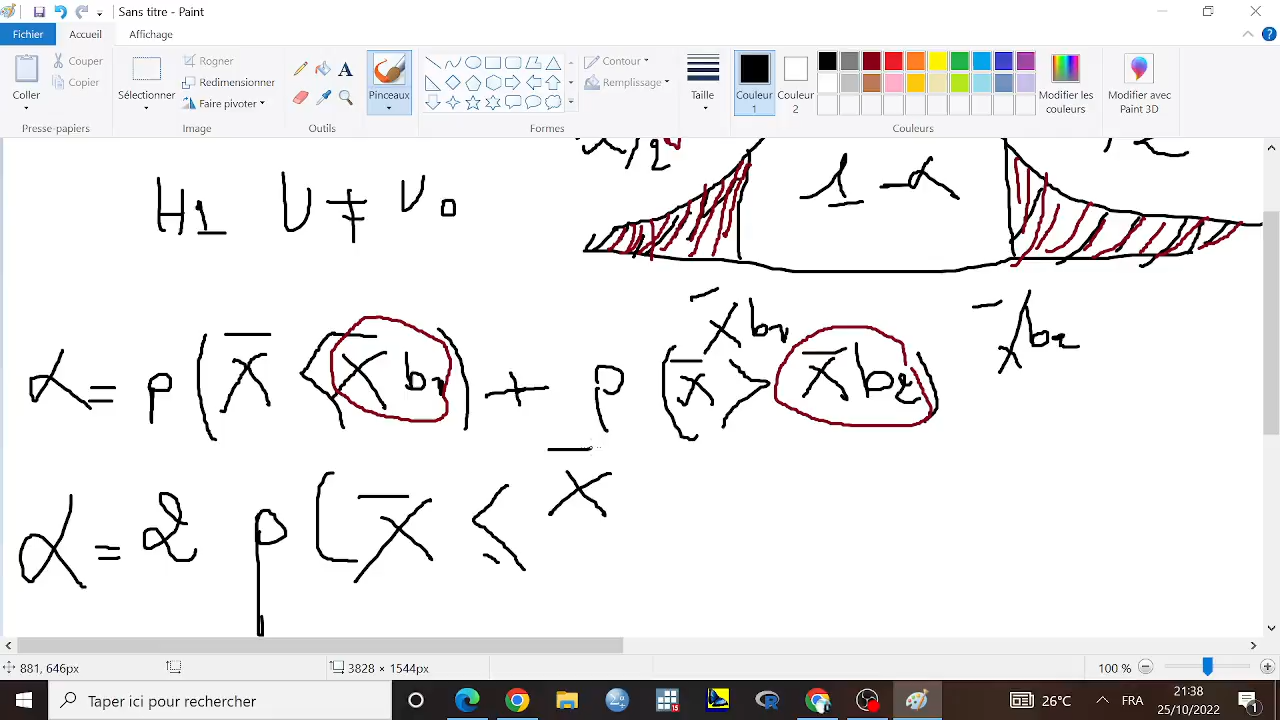 Sans titre - Paint
Fichier Accueil Affichage
Coller
Couper
Copier
Presse-papiers
Sélectionner
Rogner
Faire pivoter
Image
Pinceaux
Outils
Contour
Remplissage
Formes
Taille
Couleur 1
Couleur 2
Modifier les couleurs
Modifier avec Paint 3D
Couleurs
α/2
1 - α
H1 U ≠ U0
X̄b1
X̄b2
α = P ( X̄ < X̄b1 ) + P ( X̄ > X̄b2 )
α = 2 P ( X̄ ≤ X̄
881, 646px
3828 × 1544px
100 %
Tapez ici pour rechercher
26°C
FRA
21:38
25/10/2022